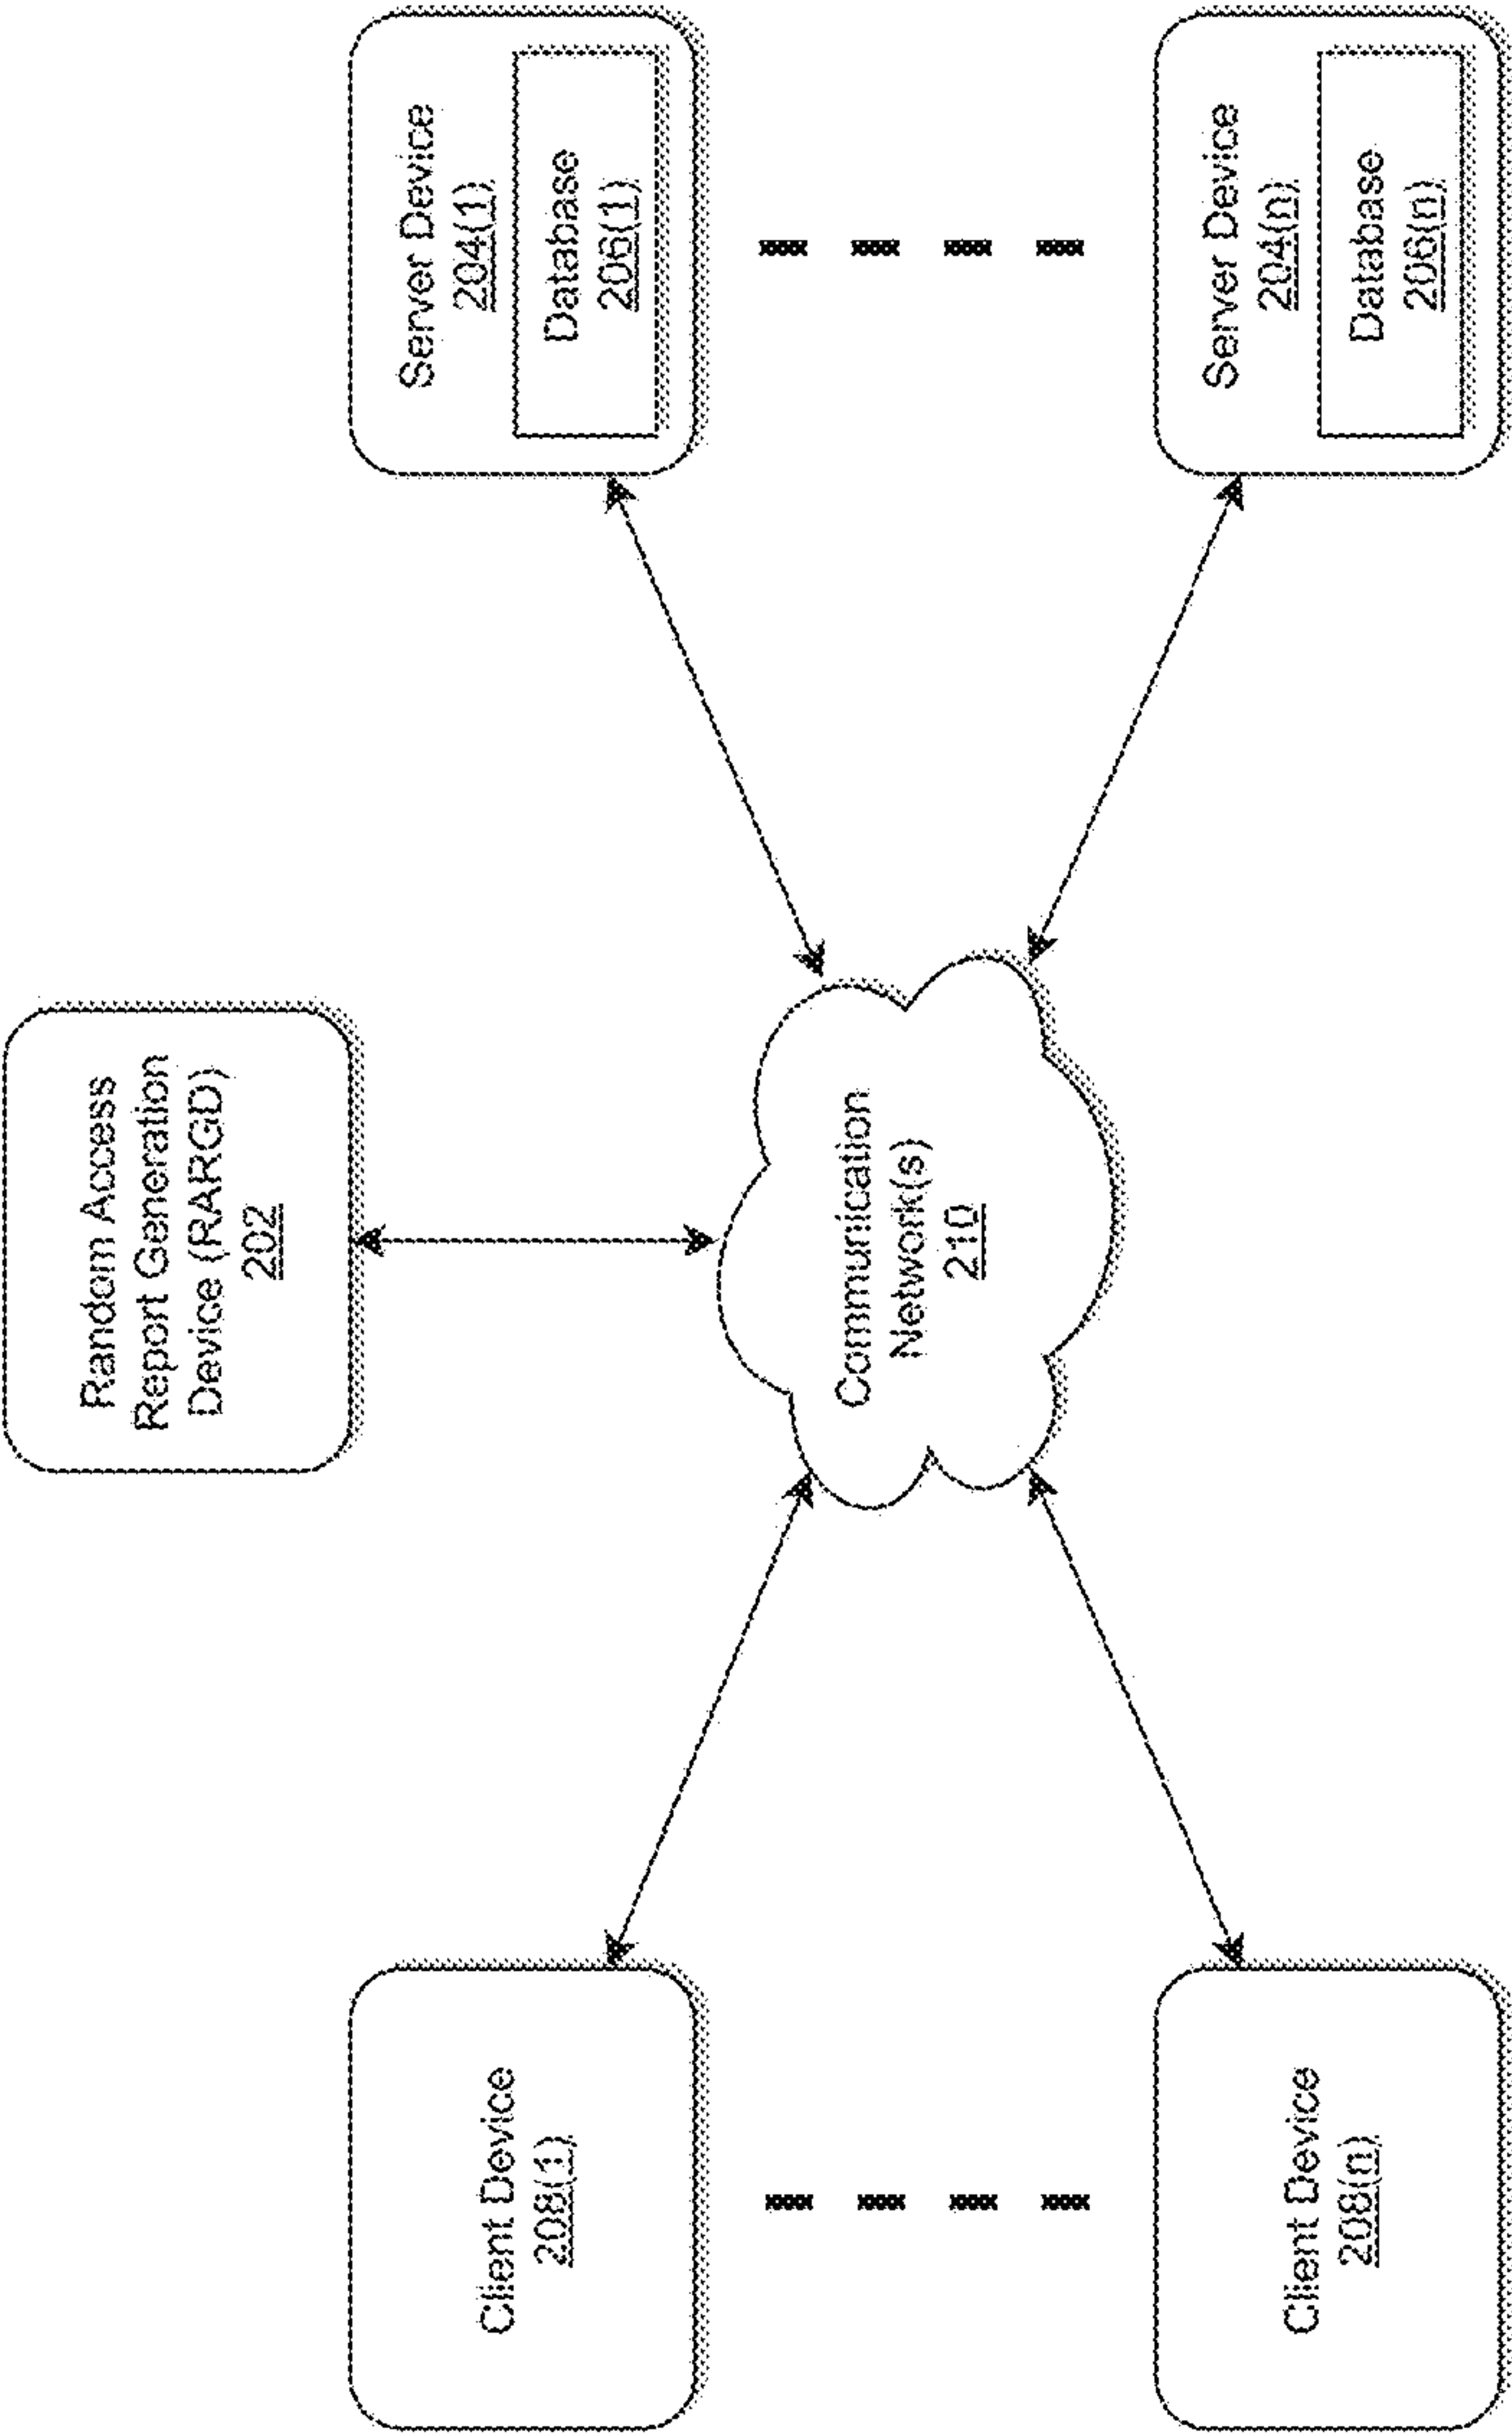 Random Access
Report Generation
Device (RARGD)
202
Client Device
208(1)
Communication
Network(s)
210
Server Device
204(1)
Database
206(1)
Client Device
208(n)
Server Device
204(n)
Database
206(n)